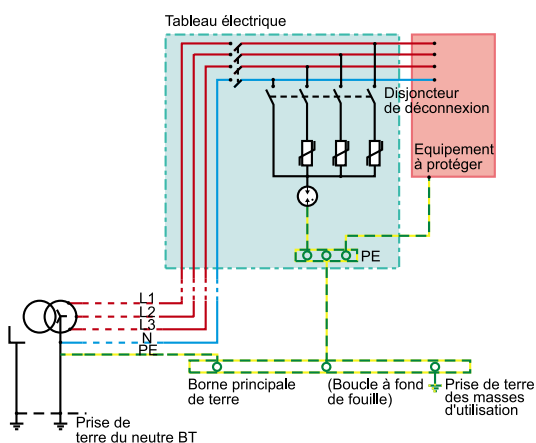 Tableau électrique
Disjoncteur
de déconnexion
Equipement
à protéger
PE
L1
L2
L3
N
PE
Borne principale
de terre
(Boucle à fond
de fouille)
Prise de terre
des masses
d'utilisation
Prise de
terre du neutre BT